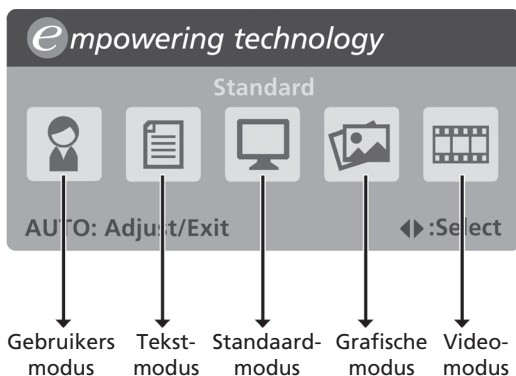 empowering technology
Standard
AUTO: Adjust/Exit :Select
Gebruikers modus
Tekst- modus
Standaard- modus
Grafische modus
Video- modus